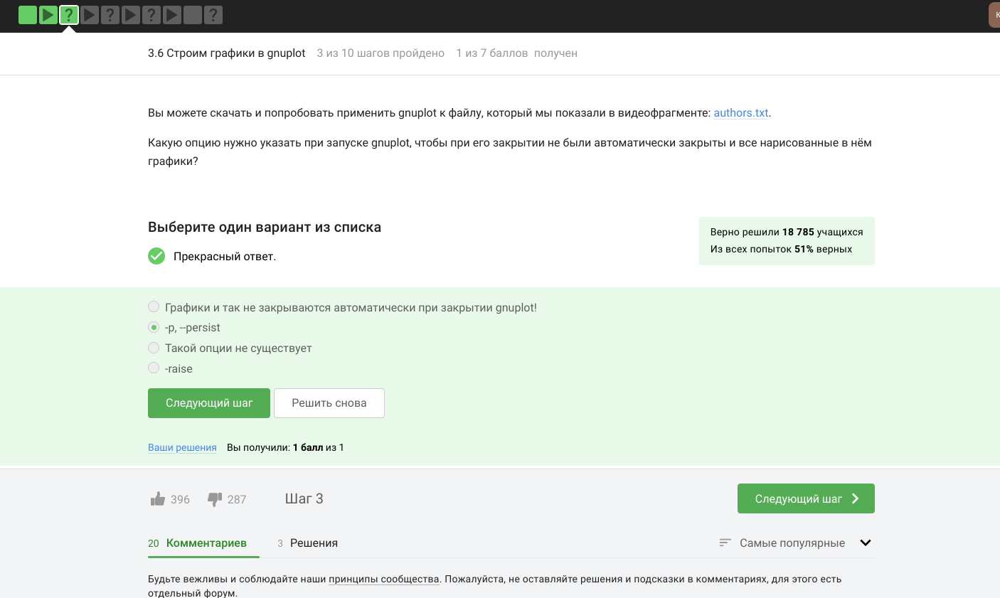 ? ? ? ?
К
3.6 Строим графики в gnuplot 3 из 10 шагов пройдено 1 из 7 баллов получен
Вы можете скачать и попробовать применить gnuplot к файлу, который мы показали в видеофрагменте: authors.txt.
Какую опцию нужно указать при запуске gnuplot, чтобы при его закрытии не были автоматически закрыты и все нарисованные в нём
графики?
Выберите один вариант из списка
Прекрасный ответ.
Верно решили 18 785 учащихся
Из всех попыток 51% верных
Графики и так не закрываются автоматически при закрытии gnuplot!
-p, --persist
Такой опции не существует
-raise
Следующий шаг Решить снова
Ваши решения Вы получили: 1 балл из 1
396 287 Шаг 3 Следующий шаг
20 Комментариев 3 Решения Самые популярные
Будьте вежливы и соблюдайте наши принципы сообщества. Пожалуйста, не оставляйте решения и подсказки в комментариях, для этого есть
отдельный форум.